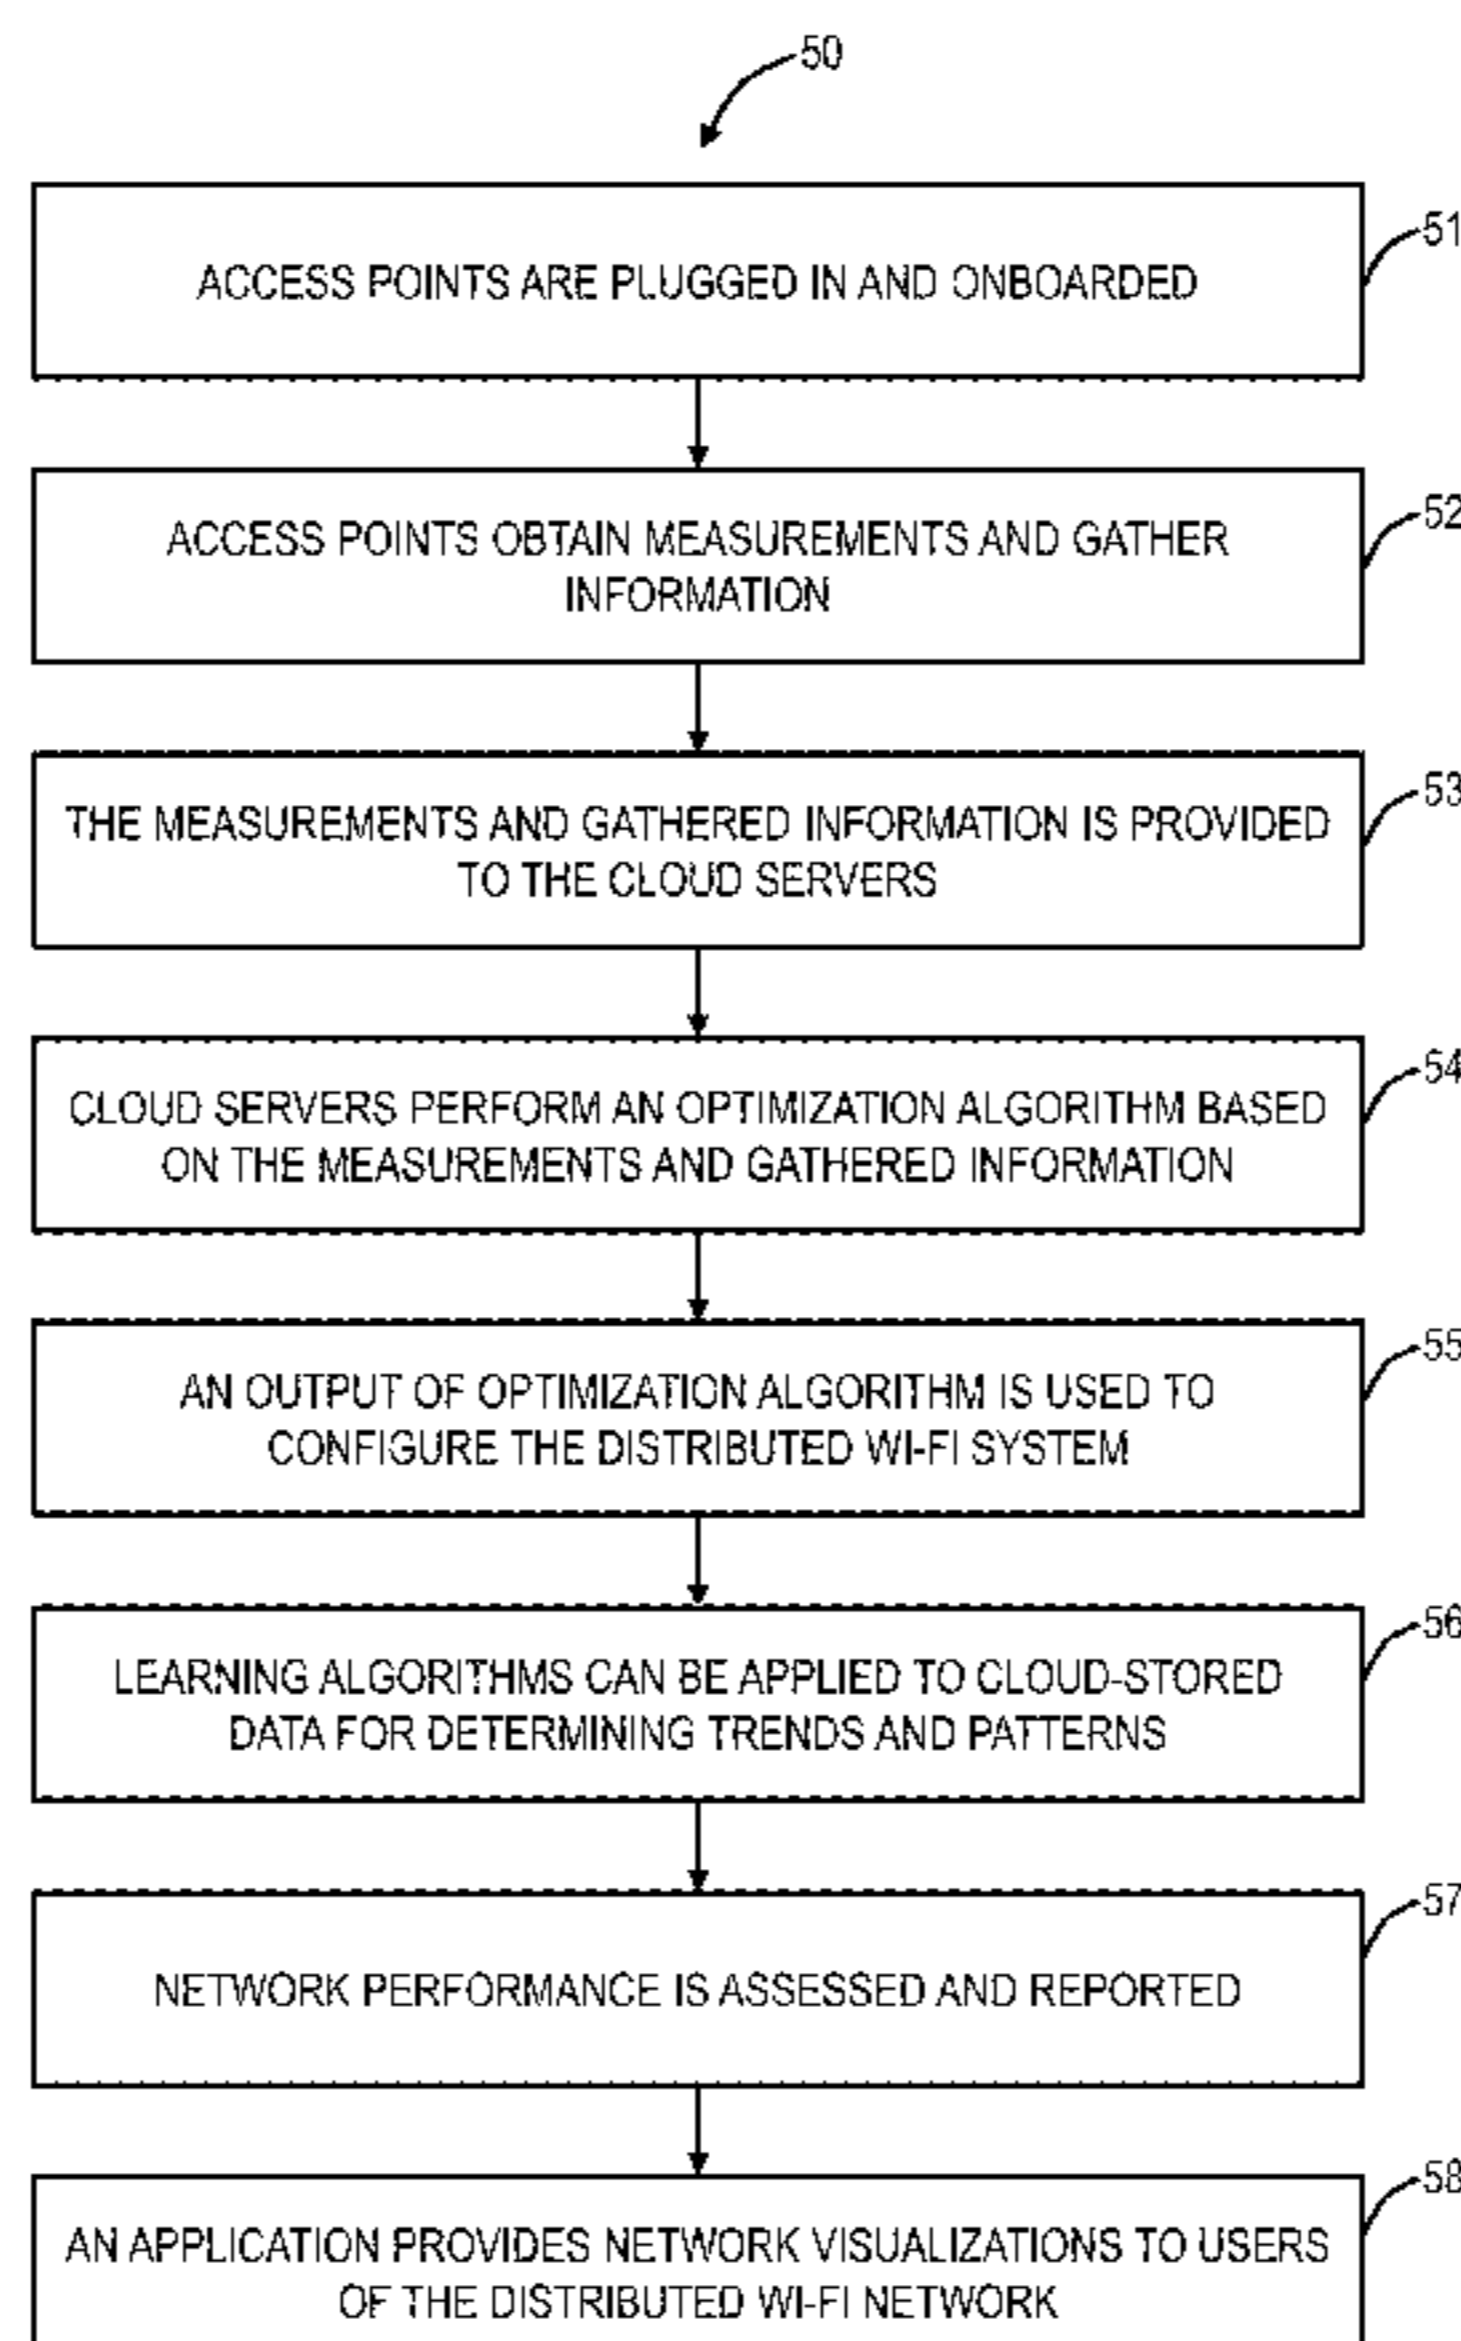 50
ACCESS POINTS ARE PLUGGED IN AND ONBOARDED
51
ACCESS POINTS OBTAIN MEASUREMENTS AND GATHER
INFORMATION
52
THE MEASUREMENTS AND GATHERED INFORMATION IS PROVIDED
TO THE CLOUD SERVERS
53
CLOUD SERVERS PERFORM AN OPTIMIZATION ALGORITHM BASED
ON THE MEASUREMENTS AND GATHERED INFORMATION
54
AN OUTPUT OF OPTIMIZATION ALGORITHM IS USED TO
CONFIGURE THE DISTRIBUTED WI-FI SYSTEM
55
LEARNING ALGORITHMS CAN BE APPLIED TO CLOUD-STORED
DATA FOR DETERMINING TRENDS AND PATTERNS
56
NETWORK PERFORMANCE IS ASSESSED AND REPORTED
57
AN APPLICATION PROVIDES NETWORK VISUALIZATIONS TO USERS
OF THE DISTRIBUTED WI-FI NETWORK
58